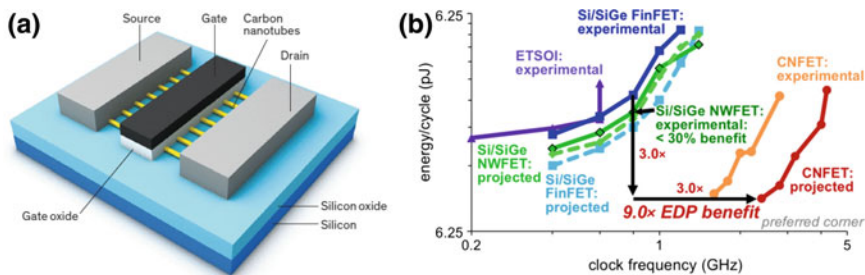 (a)
Source
Gate
Carbon
nanotubes
Drain
Gate oxide
Silicon oxide
Silicon
(b)
6.25
energy/cycle (pJ)
6.25
Si/SiGe FinFET:
experimental
ETSOI:
experimental
CNFET:
experimental
Si/SiGe NWFET:
experimental:
< 30% benefit
Si/SiGe
NWFET:
projected
3.0×
Si/SiGe
FinFET:
projected
3.0×
CNFET:
projected
9.0× EDP benefit
preferred corner
0.2
1
5
clock frequency (GHz)